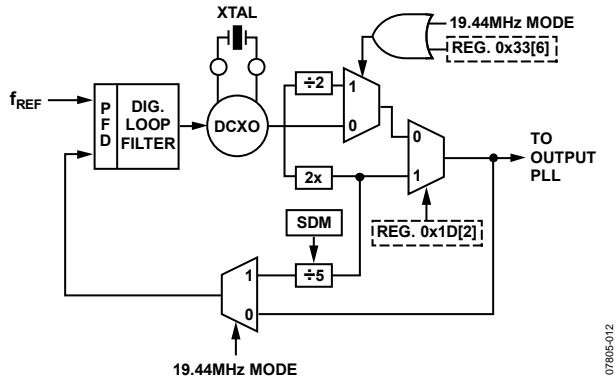 XTAL
19.44MHz MODE
REG. 0x33[6]
fREF
P
F
D
DIG.
LOOP
FILTER
DCXO
÷2
1
0
2x
0
1
TO
OUTPUT
PLL
SDM
REG. 0x1D[2]
÷5
1
0
19.44MHz MODE
07805-012